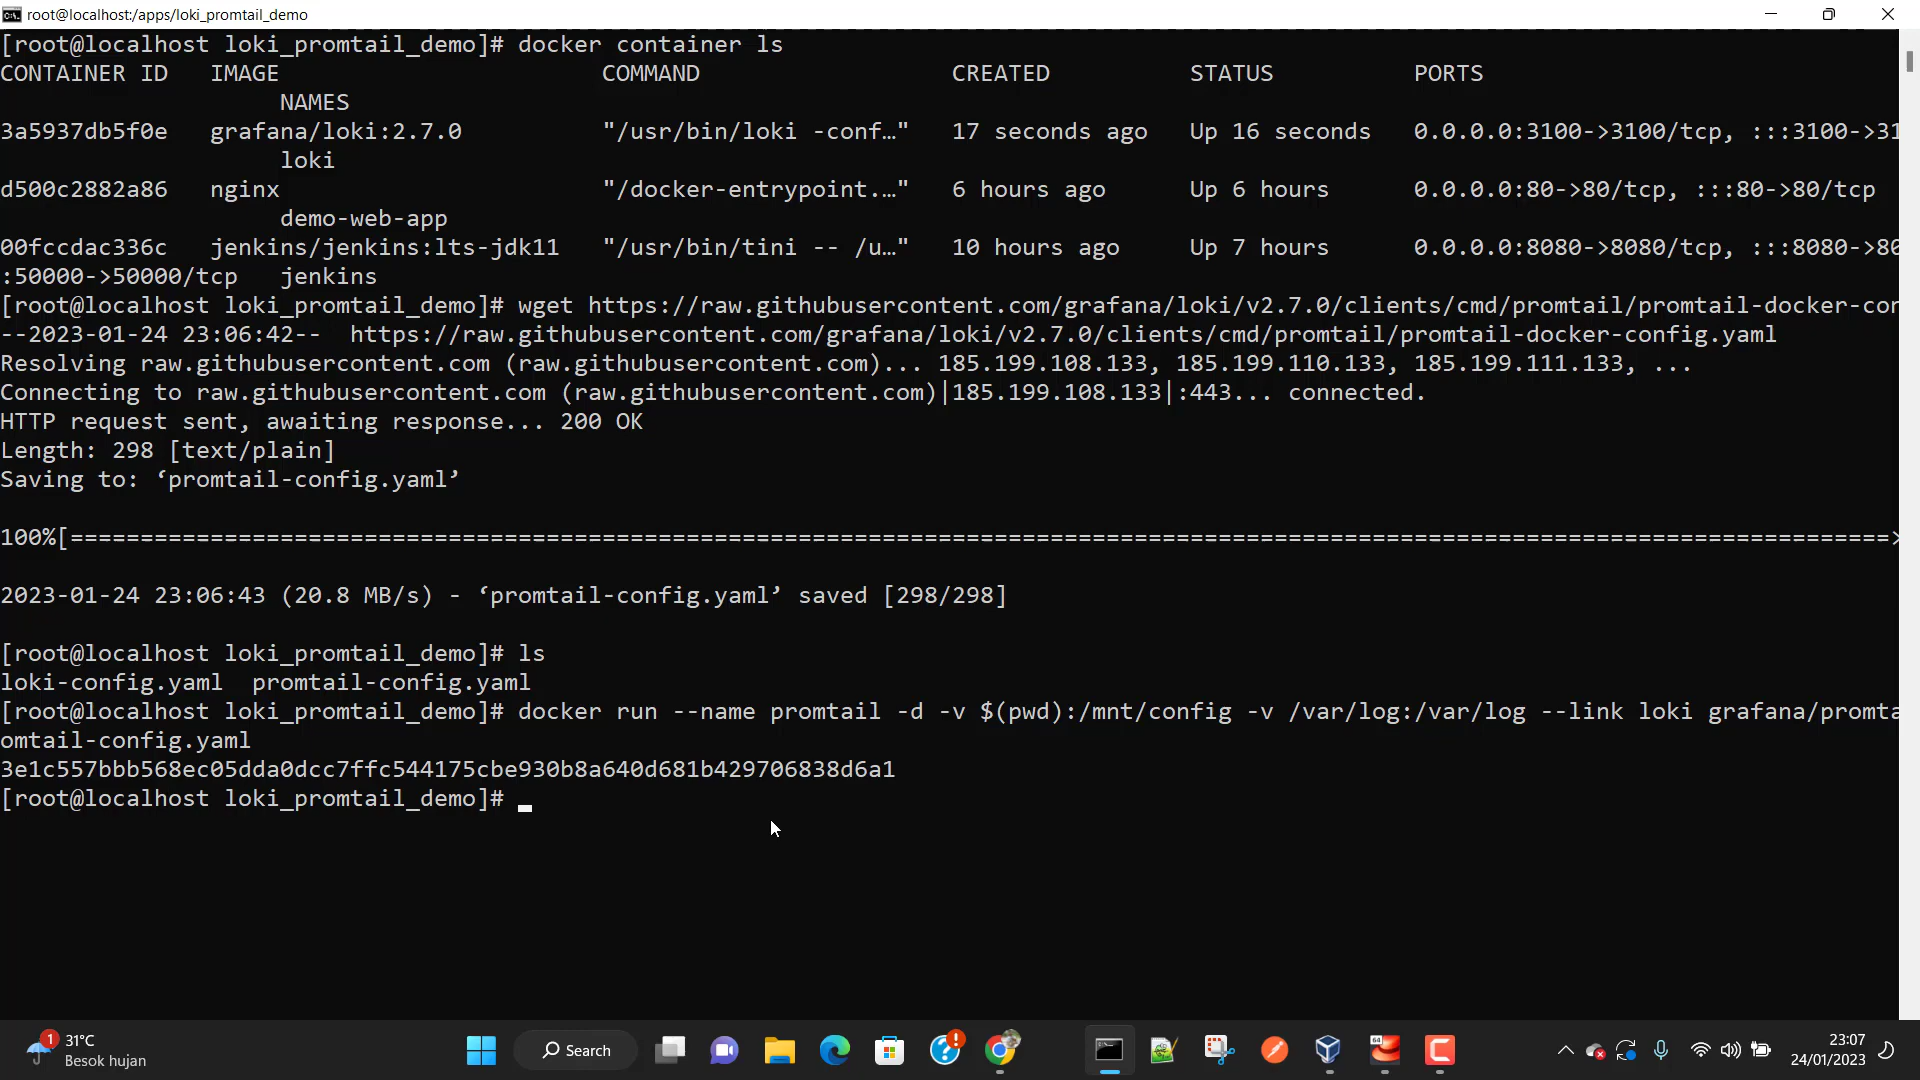 root@localhost:/apps/loki_promtail_demo
[root@localhost loki_promtail_demo]# docker container ls
CONTAINER ID   IMAGE                       COMMAND                  CREATED          STATUS          PORTS
                    NAMES
3a5937db5f0e   grafana/loki:2.7.0          "/usr/bin/loki -conf…"   17 seconds ago   Up 16 seconds   0.0.0.0:3100->3100/tcp, :::3100->31
                    loki
d500c2882a86   nginx                       "/docker-entrypoint.…"   6 hours ago      Up 6 hours      0.0.0.0:80->80/tcp, :::80->80/tcp
                    demo-web-app
00fccdac336c   jenkins/jenkins:lts-jdk11   "/usr/bin/tini -- /u…"   10 hours ago     Up 7 hours      0.0.0.0:8080->8080/tcp, :::8080->80
:50000->50000/tcp   jenkins
[root@localhost loki_promtail_demo]# wget https://raw.githubusercontent.com/grafana/loki/v2.7.0/clients/cmd/promtail/promtail-docker-con
--2023-01-24 23:06:42--  https://raw.githubusercontent.com/grafana/loki/v2.7.0/clients/cmd/promtail/promtail-docker-config.yaml
Resolving raw.githubusercontent.com (raw.githubusercontent.com)... 185.199.108.133, 185.199.110.133, 185.199.111.133, ...
Connecting to raw.githubusercontent.com (raw.githubusercontent.com)|185.199.108.133|:443... connected.
HTTP request sent, awaiting response... 200 OK
Length: 298 [text/plain]
Saving to: ‘promtail-config.yaml’
100%[==================================================================================================================================>
2023-01-24 23:06:43 (20.8 MB/s) - ‘promtail-config.yaml’ saved [298/298]
[root@localhost loki_promtail_demo]# ls
loki-config.yaml  promtail-config.yaml
[root@localhost loki_promtail_demo]# docker run --name promtail -d -v $(pwd):/mnt/config -v /var/log:/var/log --link loki grafana/promta
omtail-config.yaml
3e1c557bbb568ec05dda0dcc7ffc544175cbe930b8a640d681b429706838d6a1
[root@localhost loki_promtail_demo]#
1
31°C
Besok hujan
Search
64
23:07
24/01/2023